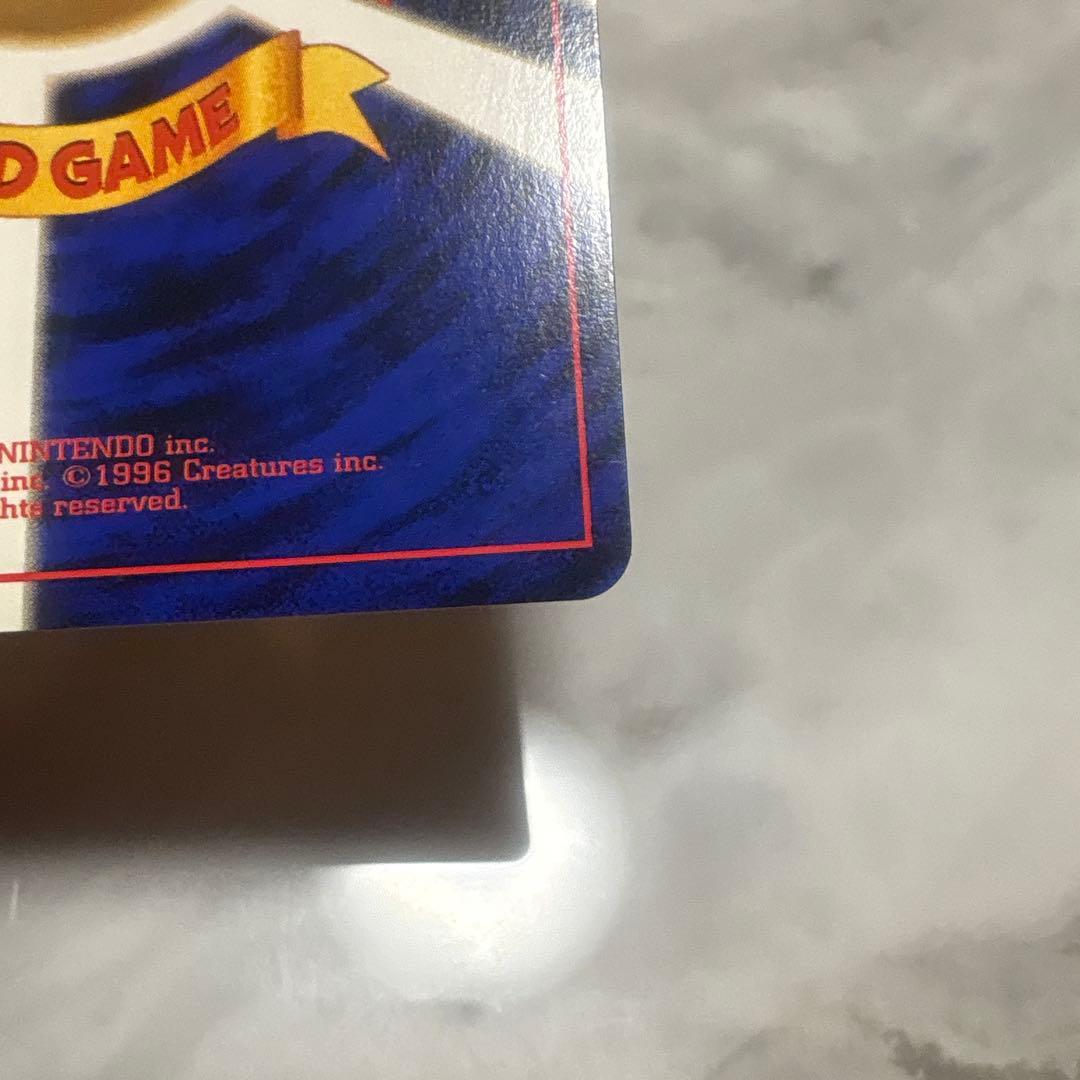 D GAME
NINTENDO inc.
inc. ©1996 Creatures inc.
hts reserved.